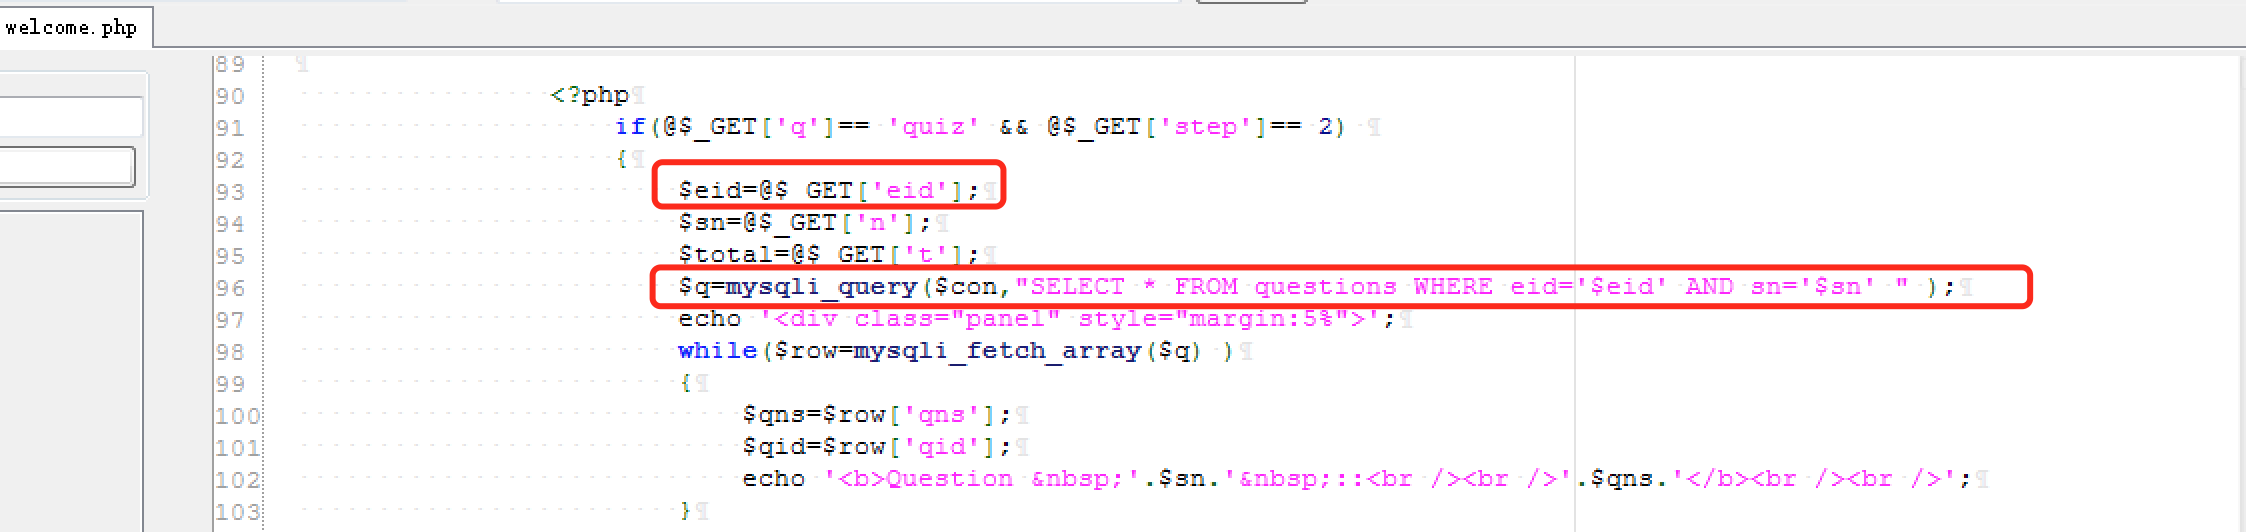 welcome.php
89
90 <?php
91 if(@$_GET['q']== 'quiz' && @$_GET['step']== 2)
92 {
93 $eid=@$_GET['eid'];
94 $sn=@$_GET['n'];
95 $total=@$_GET['t'];
96 $q=mysqli_query($con,"SELECT * FROM questions WHERE eid='$eid' AND sn='$sn' " );
97 echo '<div class="panel" style="margin:5%">';
98 while($row=mysqli_fetch_array($q) )
99 {
100 $qns=$row['qns'];
101 $qid=$row['qid'];
102 echo '<b>Question &nbsp;'.$sn.'&nbsp;::<br /><br />'.$qns.'</b><br /><br />';
103 }